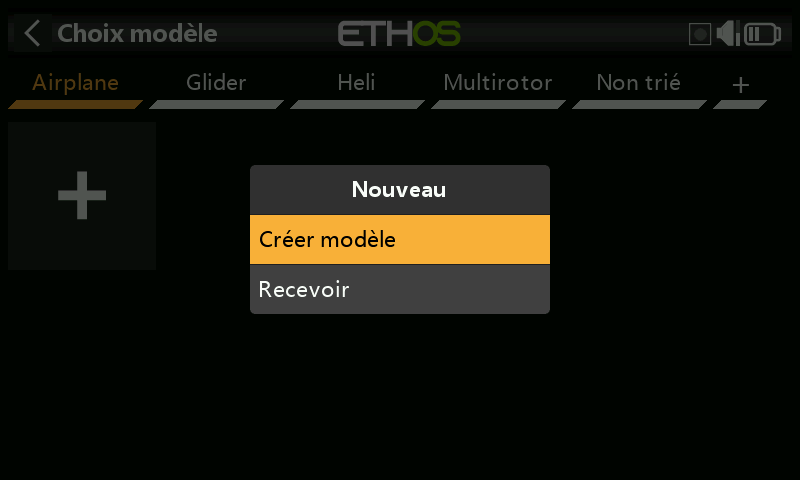 Choix modèle
ETHOS
Airplane
Glider
Heli
Multirotor
Non trié
+
Nouveau
Créer modèle
Recevoir